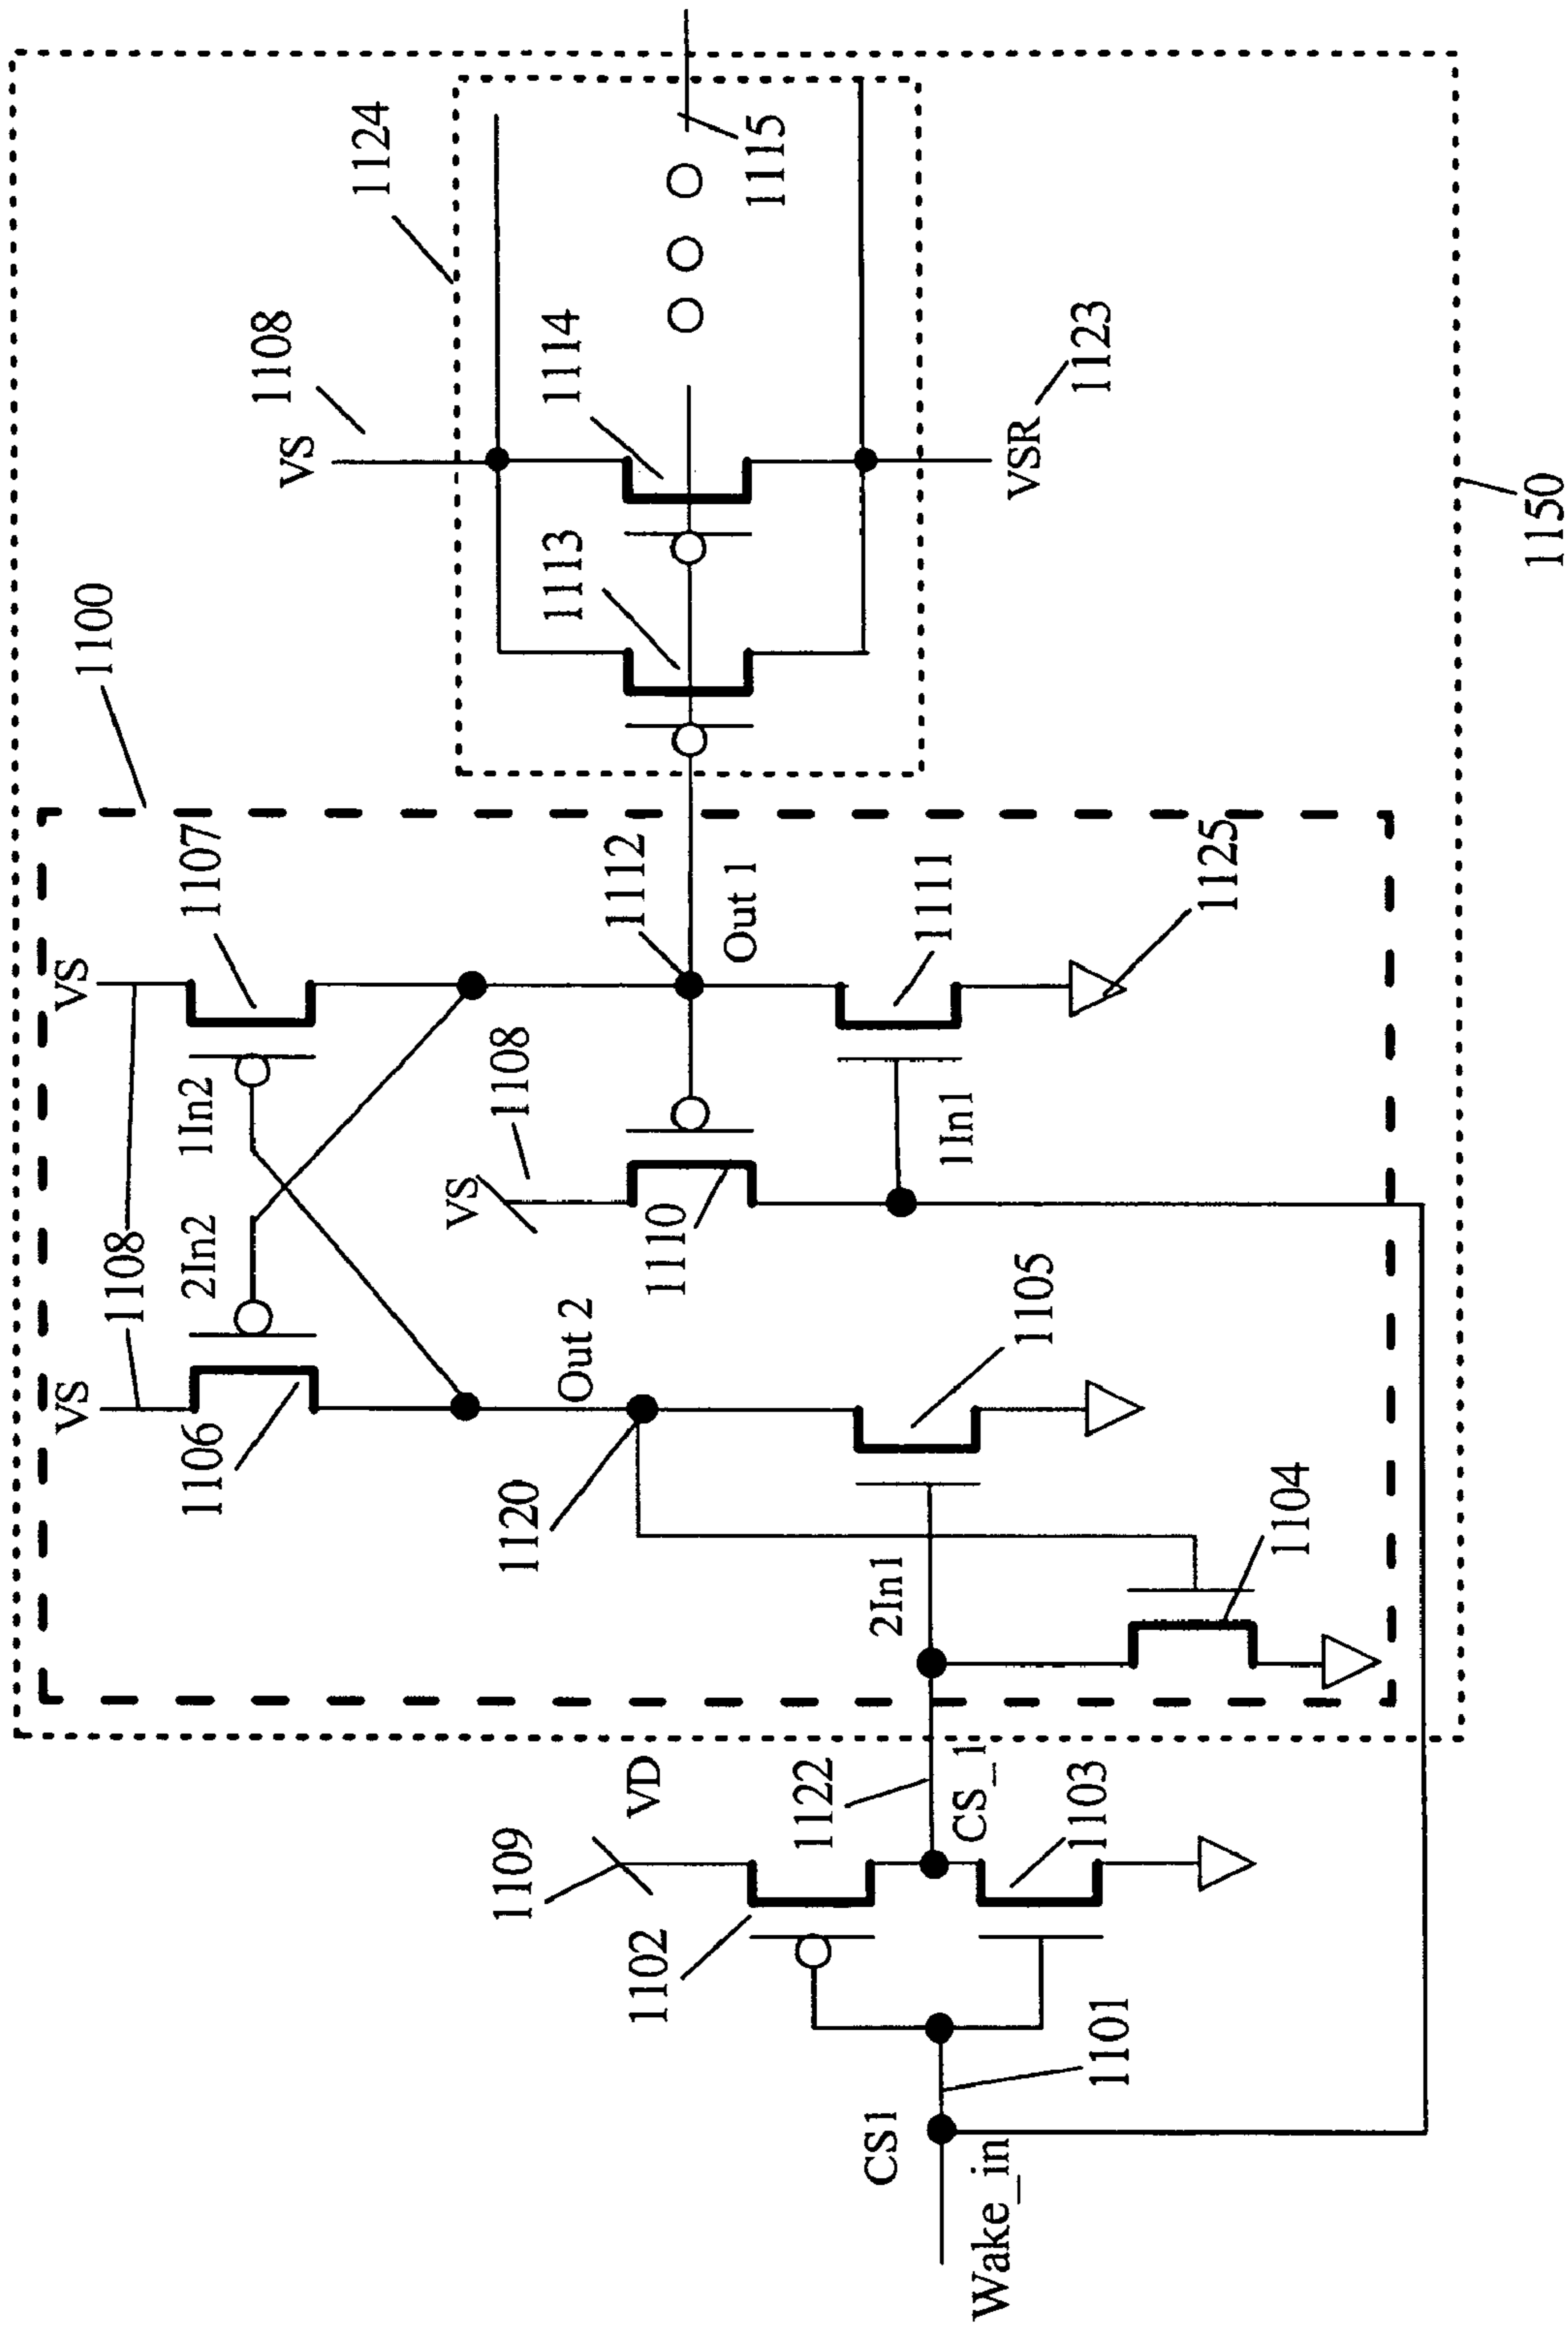 1124
1115
1108
VS
1114
1113
VSR
1123
1150
1100
1107
VS
1108
1In2
2In2
VS
1106
1108
VS
1110
1112
Out 1
1111
1125
1In1
Out 2
1120
1105
2In1
1104
1109
VD
1102
1122
CS_1
1103
1101
CS1
Wake_in